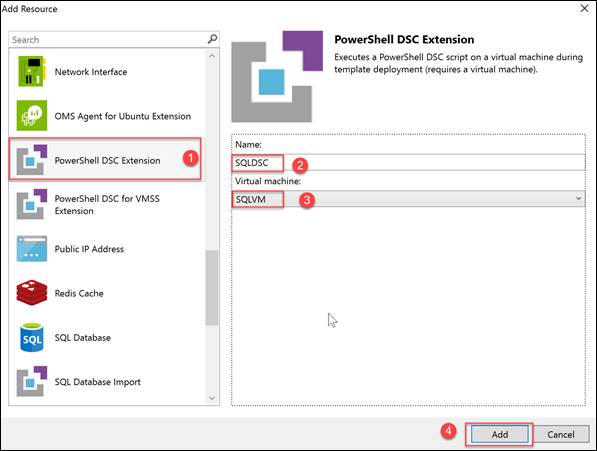 Add Resource
Search
Network Interface
OMS Agent for Ubuntu Extension
PowerShell DSC Extension
1
PowerShell DSC for VMSS
Extension
Public IP Address
Redis Cache
SQL
SQL Database
SQL Database Import
PowerShell DSC Extension
Executes a PowerShell DSC script on a virtual machine during
template deployment (requires a virtual machine).
Name:
SQLDSC
2
Virtual machine:
SQLVM
3
4
Add
Cancel